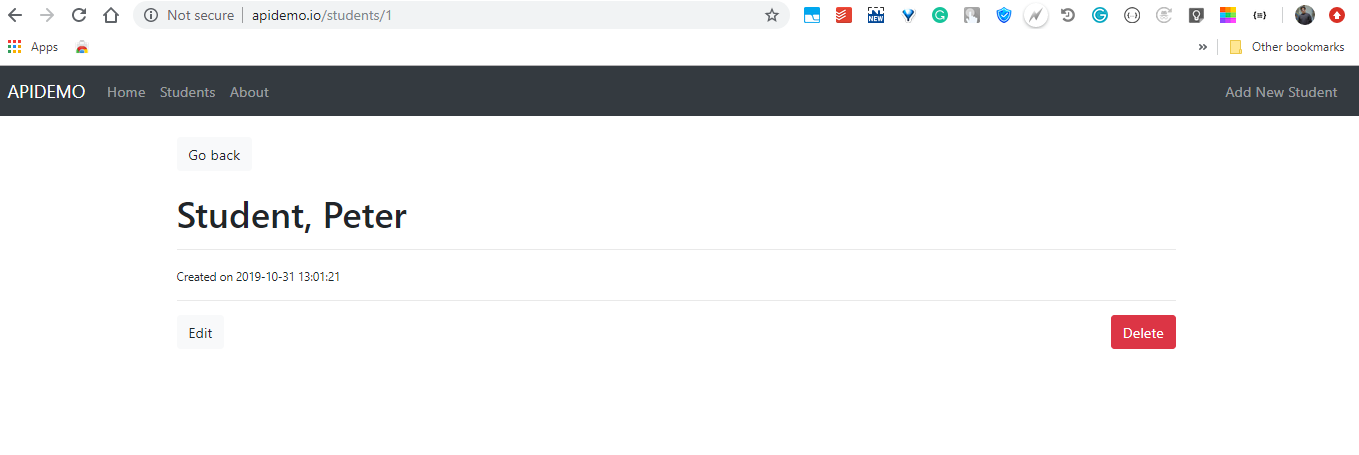 Not secure apidemo.io/students/1 NEW
Apps » Other bookmarks
APIDEMO Home Students About Add New Student
Go back
Student, Peter
Created on 2019-10-31 13:01:21
Edit Delete